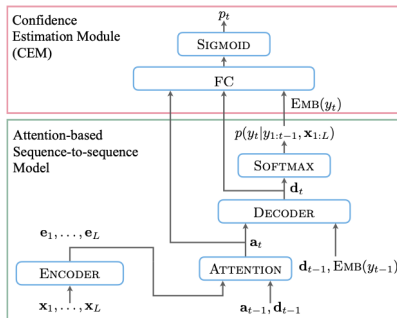 Confidence
Estimation Module
(CEM)
p_t
SIGMOID
FC
EMB(y_t)
Attention-based
Sequence-to-sequence
Model
p(y_t|y_{1:t−1}, x_{1:L})
SOFTMAX
d_t
DECODER
e_1, . . . , e_L
a_t
ENCODER
ATTENTION
d_{t−1}, EMB(y_{t−1})
x_1, . . . , x_L
a_{t−1}, d_{t−1}